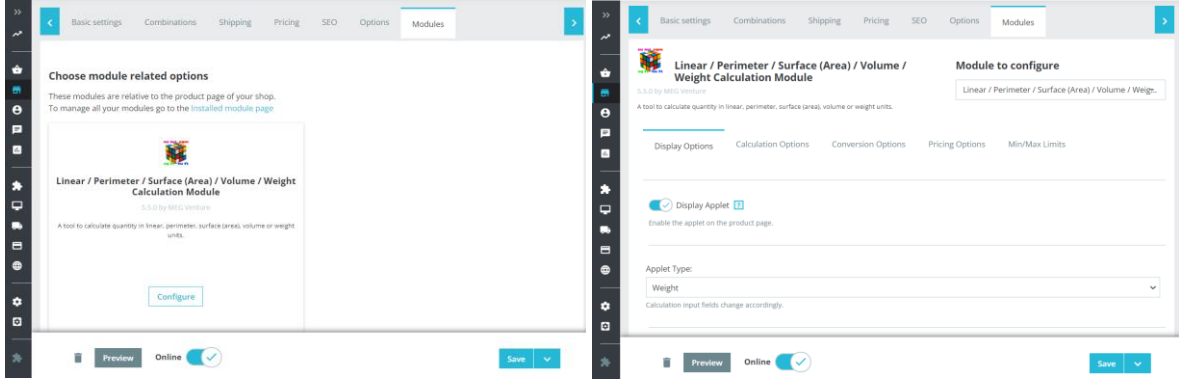 Basic settings Combinations Shipping Pricing SEO Options Modules
Choose module related options
These modules are relative to the product page of your shop.
To manage all your modules go to the Installed module page
Linear / Perimeter / Surface (Area) / Volume / Weight
Calculation Module
5.5.0 by MEG Venture
A tool to calculate quantity in linear, perimeter, surface (area), volume or weight
units.
Configure
Preview Online Save
Basic settings Combinations Shipping Pricing SEO Options Modules
Linear / Perimeter / Surface (Area) / Volume /
Weight Calculation Module
5.5.0 by MEG Venture
A tool to calculate quantity in linear, perimeter, surface (area), volume or weight units.
Module to configure
Linear / Perimeter / Surface (Area) / Volume / Weig..
Display Options Calculation Options Conversion Options Pricing Options Min/Max Limits
Display Applet ?
Enable the applet on the product page.
Applet Type:
Weight
Calculation input fields change accordingly.
Preview Online Save